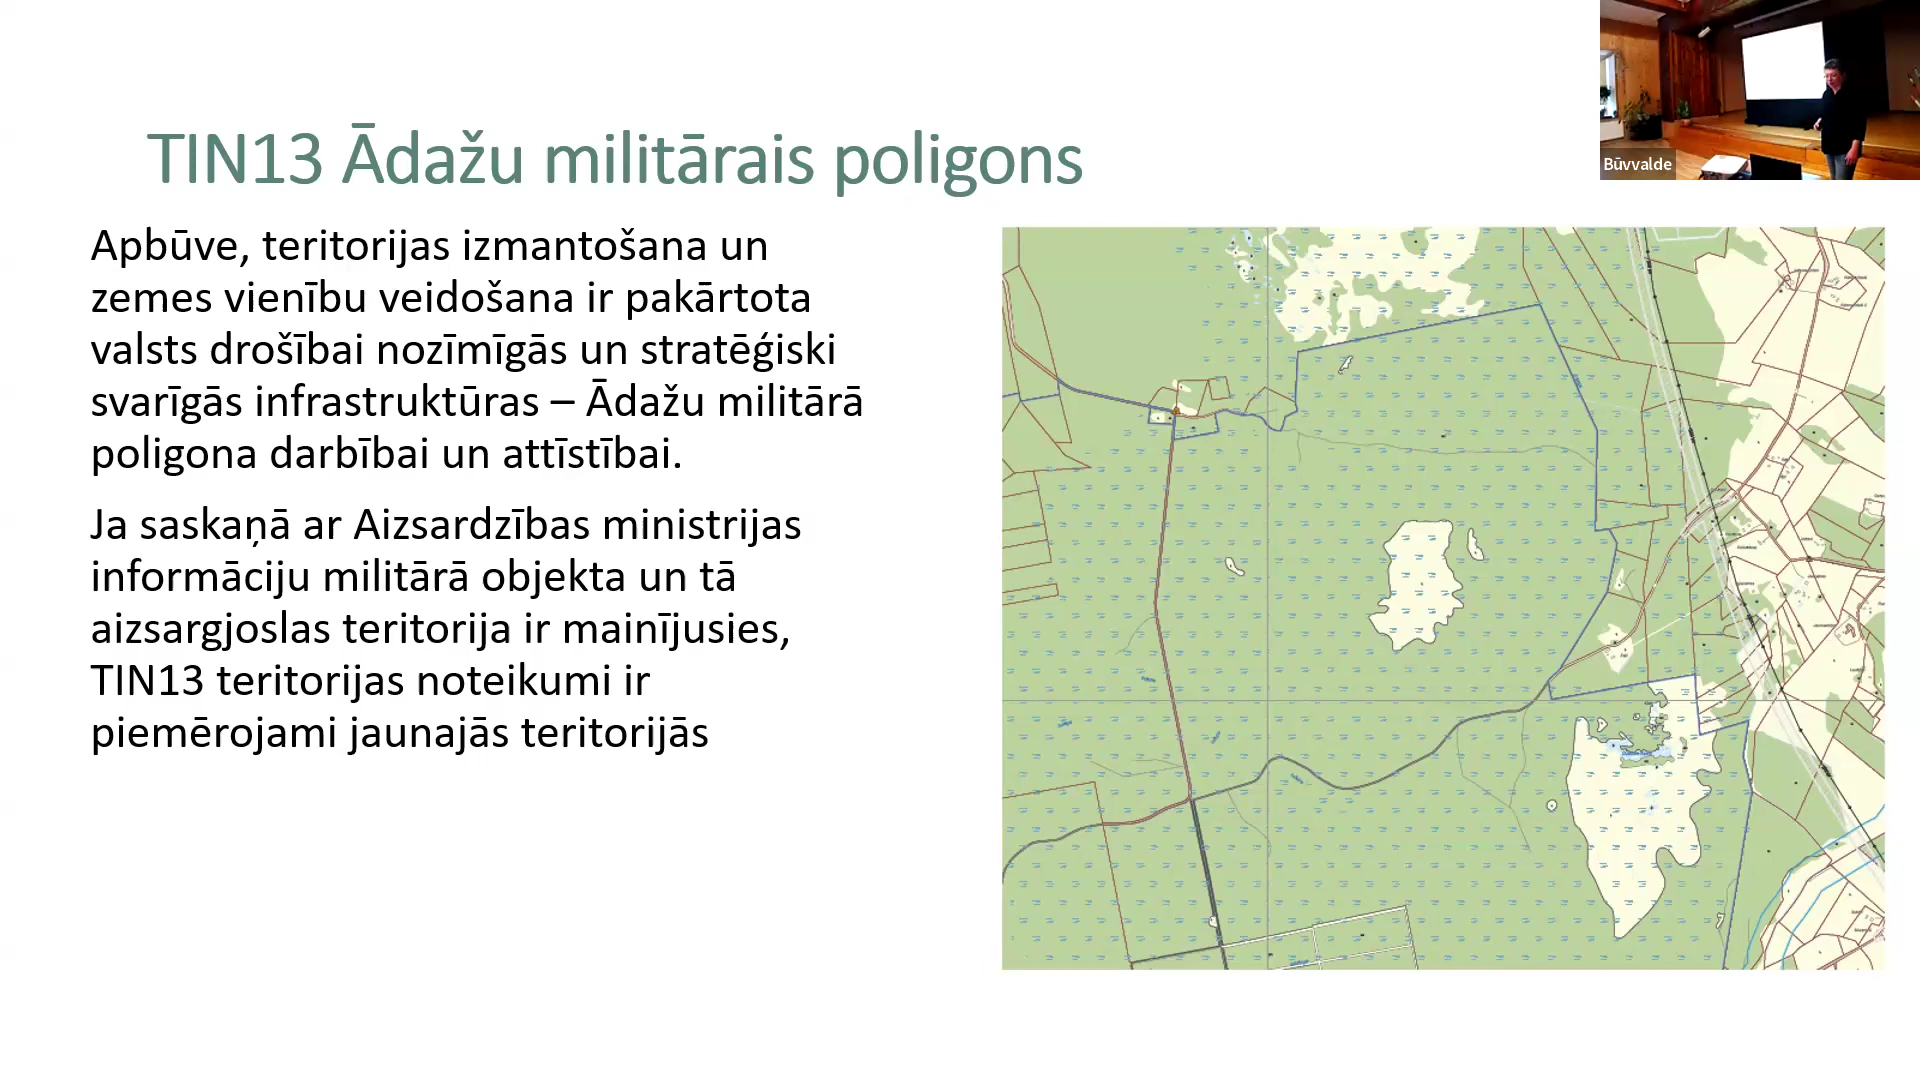 TIN13 Ādažu militārais poligons
Būvvalde
Apbūve, teritorijas izmantošana un
zemes vienību veidošana ir pakārtota
valsts drošībai nozīmīgās un stratēģiski
svarīgās infrastruktūras – Ādažu militārā
poligona darbībai un attīstībai.
Ja saskaņā ar Aizsardzības ministrijas
informāciju militārā objekta un tā
aizsargjoslas teritorija ir mainījusies,
TIN13 teritorijas noteikumi ir
piemērojami jaunajās teritorijās